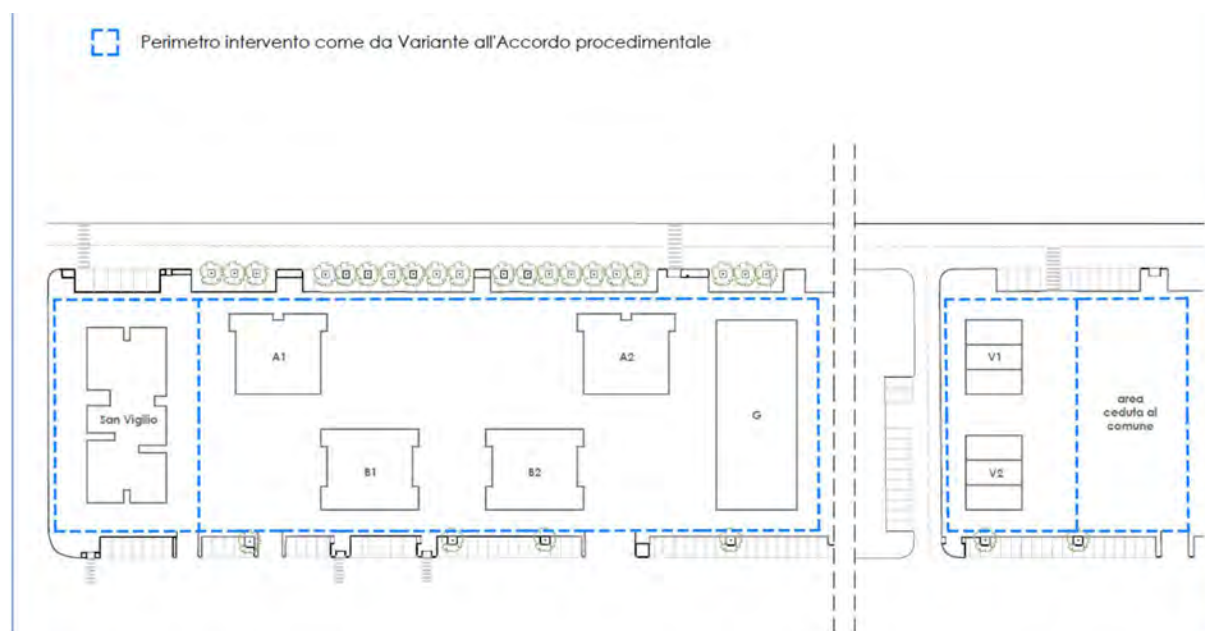 Perimetro intervento come da Variante all'Accordo procedimentale
A1
A2
V1
area
ceduta al
comune
San Vigilio
G
B1
B2
V2